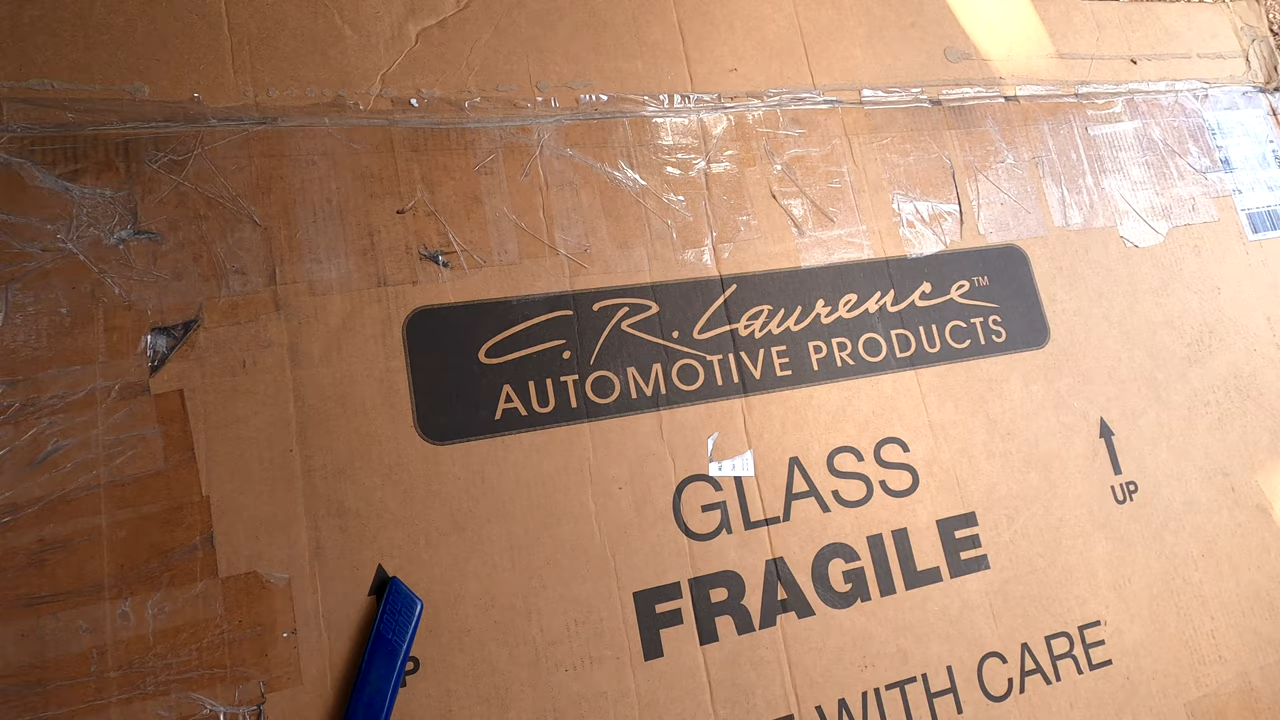 C.R. Laurence™
AUTOMOTIVE PRODUCTS
GLASS
FRAGILE
UP
WITH CARE